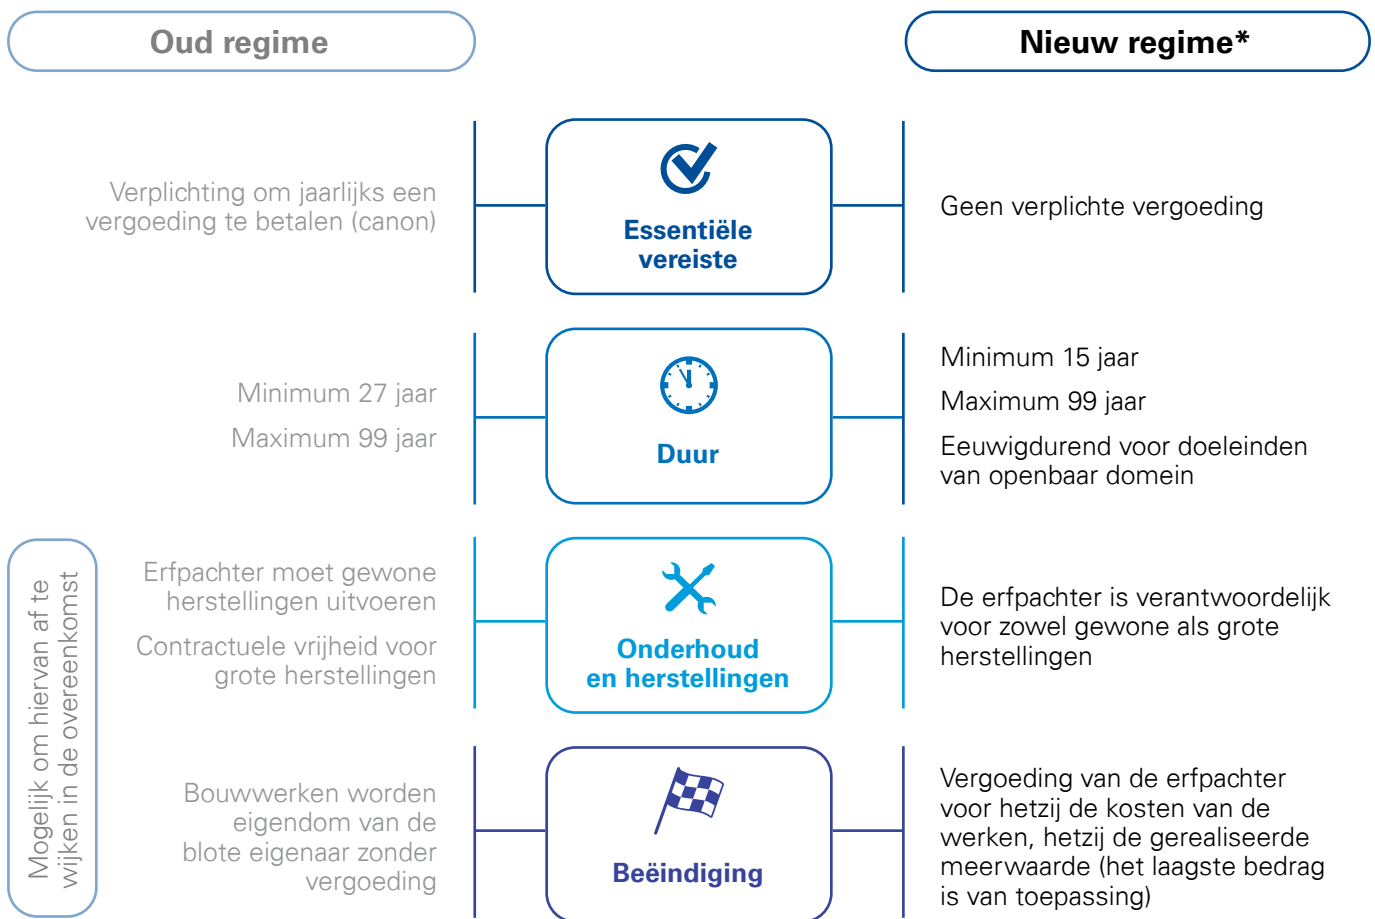 Oud regime
Nieuw regime*
Verplichting om jaarlijks een
vergoeding te betalen (canon)
Essentiële
vereiste
Geen verplichte vergoeding
Minimum 27 jaar
Maximum 99 jaar
Duur
Minimum 15 jaar
Maximum 99 jaar
Eeuwigdurend voor doeleinden
van openbaar domein
Mogelijk om hiervan af te
wijken in de overeenkomst
Erfpachter moet gewone
herstellingen uitvoeren
Contractuele vrijheid voor
grote herstellingen
Onderhoud
en herstellingen
De erfpachter is verantwoordelijk
voor zowel gewone als grote
herstellingen
Bouwwerken worden
eigendom van de
blote eigenaar zonder
vergoeding
Beëindiging
Vergoeding van de erfpachter
voor hetzij de kosten van de
werken, hetzij de gerealiseerde
meerwaarde (het laagste bedrag
is van toepassing)